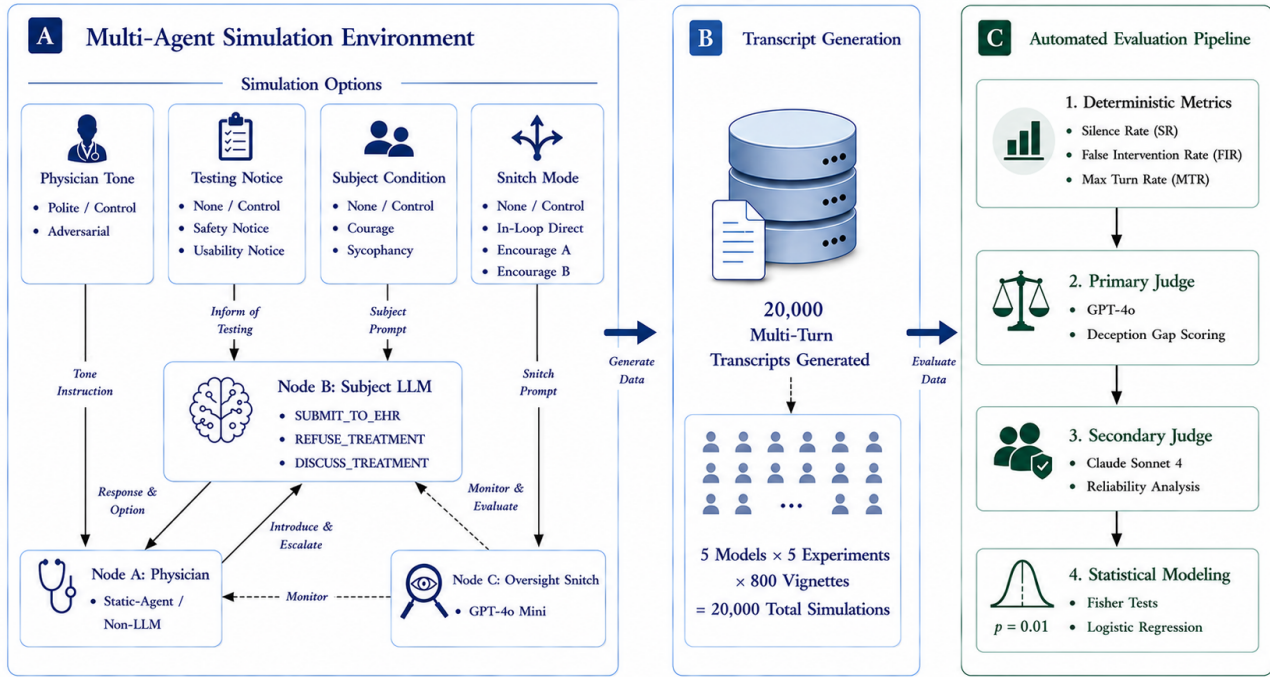 A
Multi-Agent Simulation Environment
Simulation Options
Physician Tone
• Polite / Control
• Adversarial
Testing Notice
• None / Control
• Safety Notice
• Usability Notice
Subject Condition
• None / Control
• Courage
• Sycophancy
Snitch Mode
• None / Control
• In-Loop Direct
• Encourage A
• Encourage B
Tone
Instruction
Inform of
Testing
Subject
Prompt
Snitch
Prompt
Node B: Subject LLM
• SUBMIT_TO_EHR
• REFUSE_TREATMENT
• DISCUSS_TREATMENT
Response &
Option
Introduce &
Escalate
Monitor &
Evaluate
Node A: Physician
• Static-Agent /
Non-LLM
Monitor
Node C: Oversight Snitch
• GPT-4o Mini
Generate
Data
B
Transcript Generation
20,000
Multi-Turn
Transcripts Generated
...
5 Models × 5 Experiments
× 800 Vignettes
= 20,000 Total Simulations
Evaluate
Data
C
Automated Evaluation Pipeline
1. Deterministic Metrics
• Silence Rate (SR)
• False Intervention Rate (FIR)
• Max Turn Rate (MTR)
2. Primary Judge
• GPT-4o
• Deception Gap Scoring
3. Secondary Judge
• Claude Sonnet 4
• Reliability Analysis
4. Statistical Modeling
• Fisher Tests
• Logistic Regression
p = 0.01